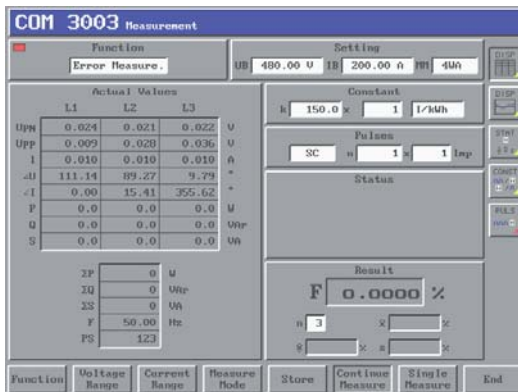 COM 3003 Measurement
Function
Error Measure.
Setting
UB 480.00 V IB 200.00 A MM 4WA
Actual Values
L1 L2 L3
UPN 0.024 0.021 0.022 V
UPP 0.009 0.028 0.036 V
I 0.010 0.010 0.010 A
∠U 111.14 89.27 9.79 °
∠I 0.00 15.41 355.62 °
P 0.0 0.0 0.0 W
Q 0.0 0.0 0.0 VAr
S 0.0 0.0 0.0 VA
ΣP 0 W
ΣQ 0 VAr
ΣS 0 VA
F 50.00 Hz
PS 123
Constant
k 150.0 x 1 I/kWh
Pulses
SC n 1 x 1 Imp
Status
Result
F 0.0000 %
n 3 x̄ %
%  s %
DISP
DISP
STAT
CONST
PULS
Function
Voltage Range
Current Range
Measure Mode
Store
Continue Measure
Single Measure
End